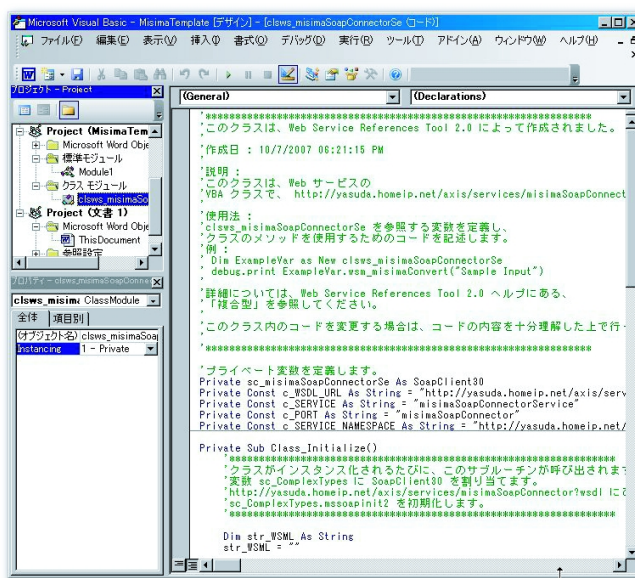 Microsoft Visual Basic - MisimaTemplate [デザイン] - [clsws_misimaSoapConnectorSe (コード)]
ファイル(F) 編集(E) 表示(V) 挿入(I) 書式(O) デバッグ(D) 実行(R) ツール(T) アドイン(A) ウィンドウ(W) ヘルプ(H)
プロジェクト - Project
Project (MisimaTem
Microsoft Word Obje
標準モジュール
Module1
クラス モジュール
clsws_misimaSo
Project (文書 1)
Microsoft Word Obje
ThisDocument
参照設定
プロパティ - clsws_misimaSoapConnec
clsws_misima ClassModule
全体 項目別
(オブジェクト名) clsws_misimaSoap
Instancing 1 - Private
(General) (Declarations)
'このクラスは、Web Service References Tool 2.0 によって作成されました。
'作成日 : 10/7/2007 06:21:15 PM
'説明 :
'このクラスは、Web サービスの
'VBA クラスで、 http://yasuda.homeip.net/axis/services/misimaSoapConnect
'使用法 :
'clsws_misimaSoapConnectorSe を参照する変数を定義し、
'クラスのメソッドを使用するためのコードを記述します。
'例 :
' Dim ExampleVar as New clsws_misimaSoapConnectorSe
' debug.print ExampleVar.wsm_misimaConvert("Sample Input")
'詳細については、Web Service References Tool 2.0 ヘルプにある、
'「複合型」を参照してください。
'このクラス内のコードを変更する場合は、コードの内容を十分理解した上で行っ
'プライベート変数を定義します。
Private sc_misimaSoapConnectorSe As SoapClient30
Private Const c_WSDL_URL As String = "http://yasuda.homeip.net/axis/serv
Private Const c_SERVICE As String = "misimaSoapConnectorService"
Private Const c_PORT As String = "misimaSoapConnector"
Private Const c_SERVICE_NAMESPACE As String = "http://yasuda.homeip.net/
Private Sub Class_Initialize()
'クラスがインスタンス化されるたびに、このサブルーチンが呼び出されます
'変数 sc_ComplexTypes に SoapClient30 を割り当てます。
'http://yasuda.homeip.net/axis/services/misimaSoapConnector?wsdl に
'sc_ComplexTypes.mssoapinit2 を初期化します。
Dim str_WSML As String
str_WSML = ""